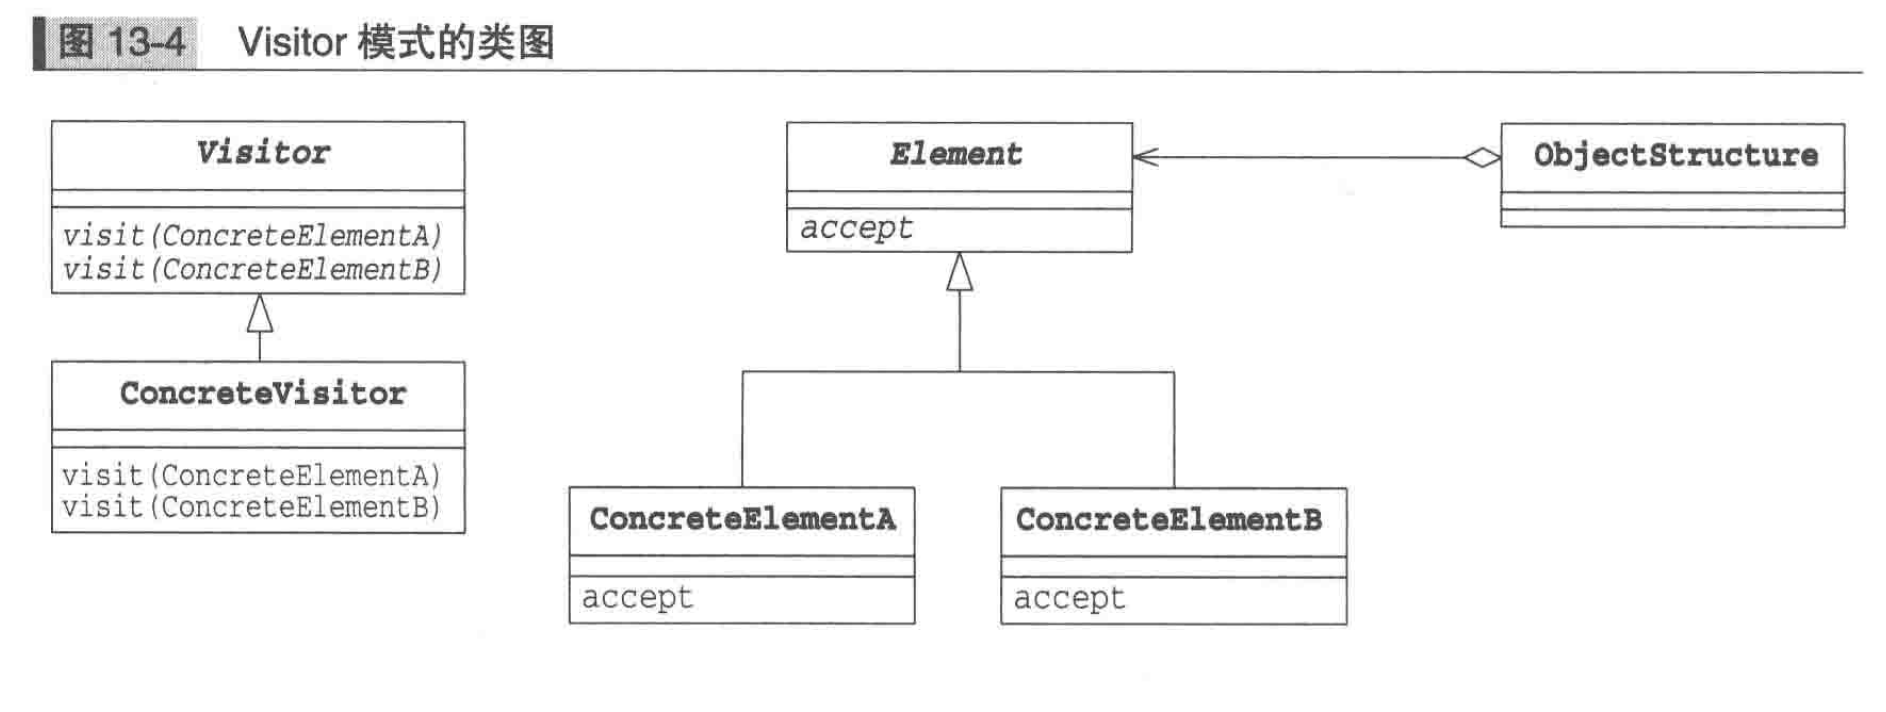 图 13-4 Visitor 模式的类图
Visitor
visit(ConcreteElementA)
visit(ConcreteElementB)
ConcreteVisitor
visit(ConcreteElementA)
visit(ConcreteElementB)
Element
accept
ObjectStructure
ConcreteElementA
accept
ConcreteElementB
accept